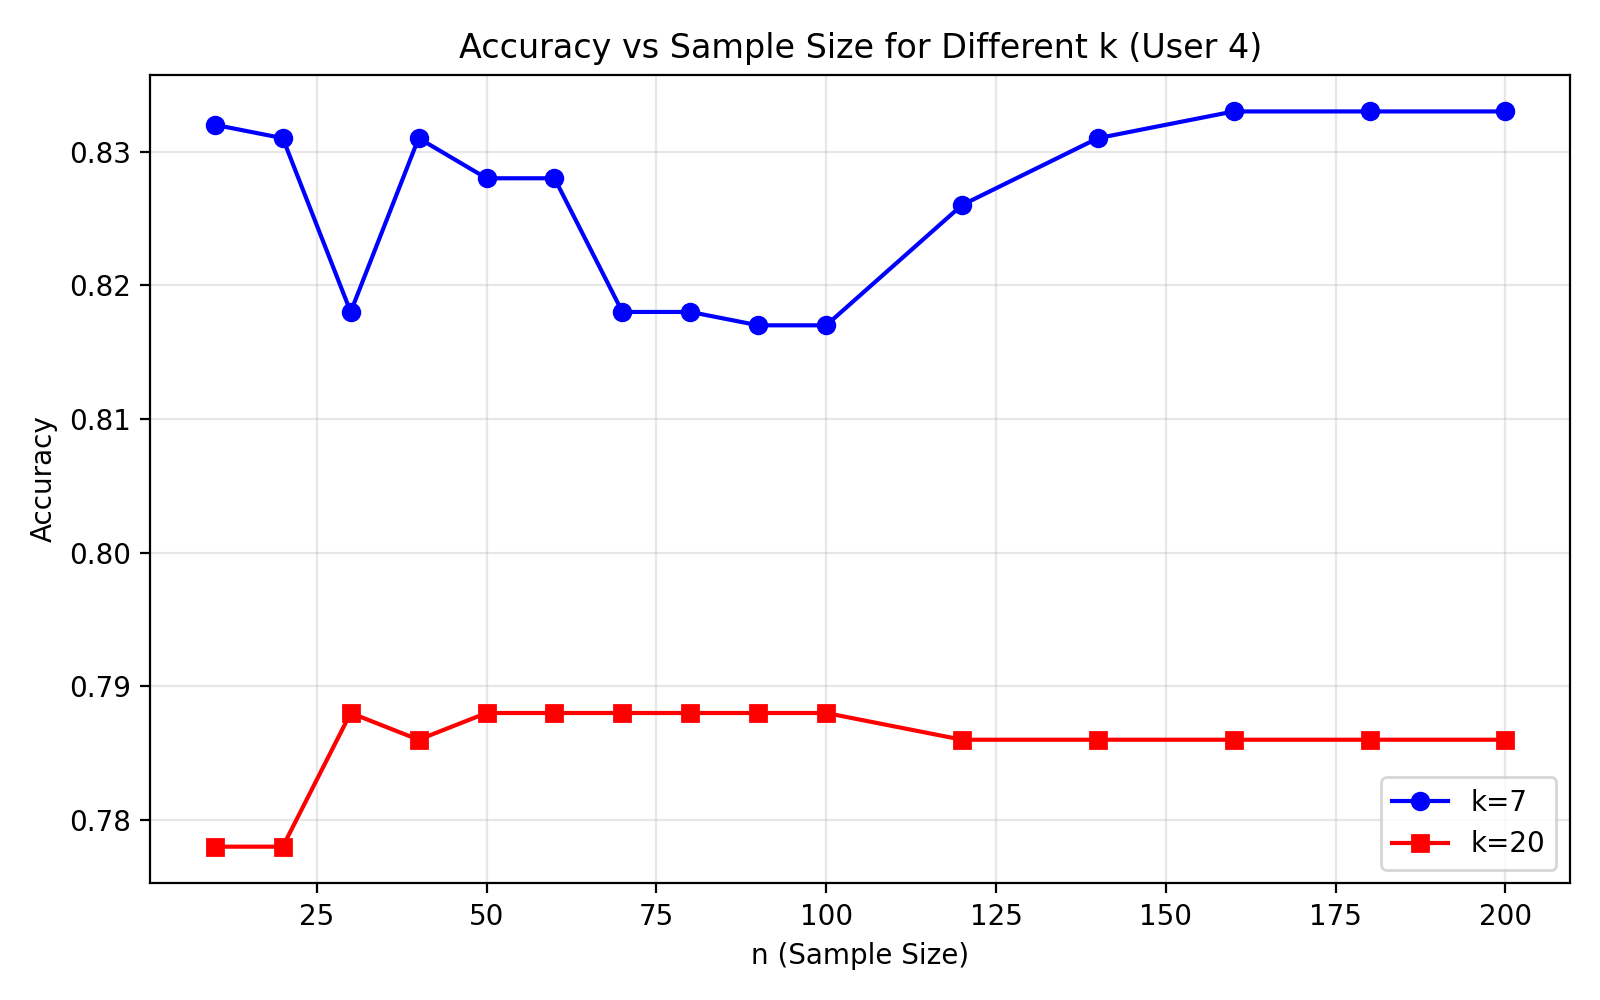 Accuracy vs Sample Size for Different k (User 4)
Accuracy
0.83
0.82
0.81
0.80
0.79
0.78
25 50 75 100 125 150 175 200
n (Sample Size)
k=7
k=20